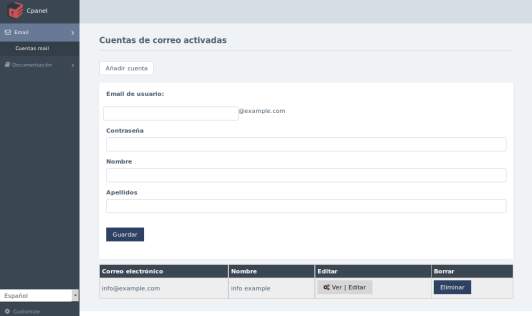 Cpanel
Email
Cuentas mail
Documentación
Español
Customize
Cuentas de correo activadas
Añadir cuenta
Email de usuario:
@example.com
Contraseña
Nombre
Apellidos
Guardar
Correo electrónico Nombre Editar Borrar
info@example.com info example Ver | Editar Eliminar